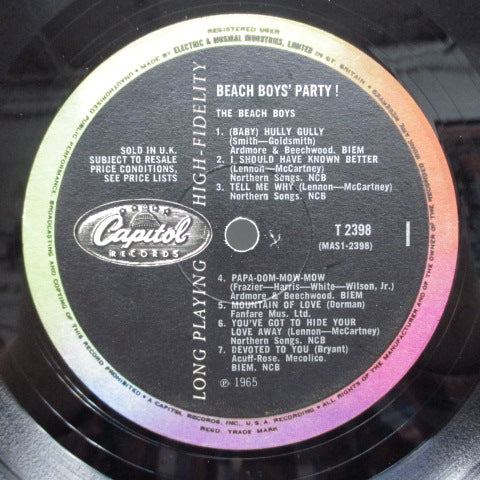 REGISTERED USER
MADE BY ELECTRIC & MUSICAL INDUSTRIES, LIMITED IN GT. BRITAIN
UNAUTHORISED PUBLIC PERFORMANCE, BROADCASTING AND COPYING OF THIS RECORD PROHIBITED
ALL RIGHTS OF THE MANUFACTURER AND OF THE OWNER OF THE
A CAPITOL RECORDS, INC., U.S.A. RECORDING
REGD. TRADE MARK
LONG PLAYING HIGH-FIDELITY
BEACH BOYS' PARTY !
THE BEACH BOYS
1. (BABY) HULLY GULLY
(Smith—Goldsmith)
Ardmore & Beechwood. BIEM
2. I SHOULD HAVE KNOWN BETTER
(Lennon—McCartney)
Northern Songs. NCB
3. TELL ME WHY (Lennon—McCartney)
Northern Songs. NCB
SOLD IN U.K.
SUBJECT TO RESALE
PRICE CONDITIONS,
SEE PRICE LISTS
Capitol
RECORDS
T 2398
(MAS1-2398)
1
4. PAPA-OOM-MOW-MOW
(Frazier—Harris—White—Wilson, Jr.)
Ardmore & Beechwood. BIEM
5. MOUNTAIN OF LOVE (Dorman)
Fanfare Mus. Ltd.
6. YOU'VE GOT TO HIDE YOUR
LOVE AWAY (Lennon—McCartney)
Northern Songs. NCB
7. DEVOTED TO YOU (Bryant)
Acuff-Rose. Mecolico.
BIEM. NCB
℗ 1965